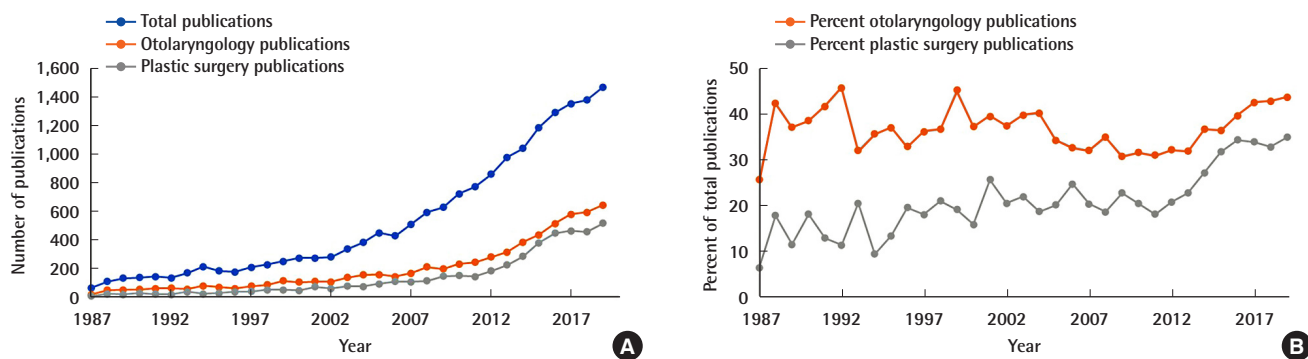 Total publications
Otolaryngology publications
Plastic surgery publications
Number of publications
1,600
1,400
1,200
1,000
800
600
400
200
0
1987 1992 1997 2002 2007 2012 2017
Year
A
Percent otolaryngology publications
Percent plastic surgery publications
Percent of total publications
50
40
30
20
10
0
1987 1992 1997 2002 2007 2012 2017
Year
B